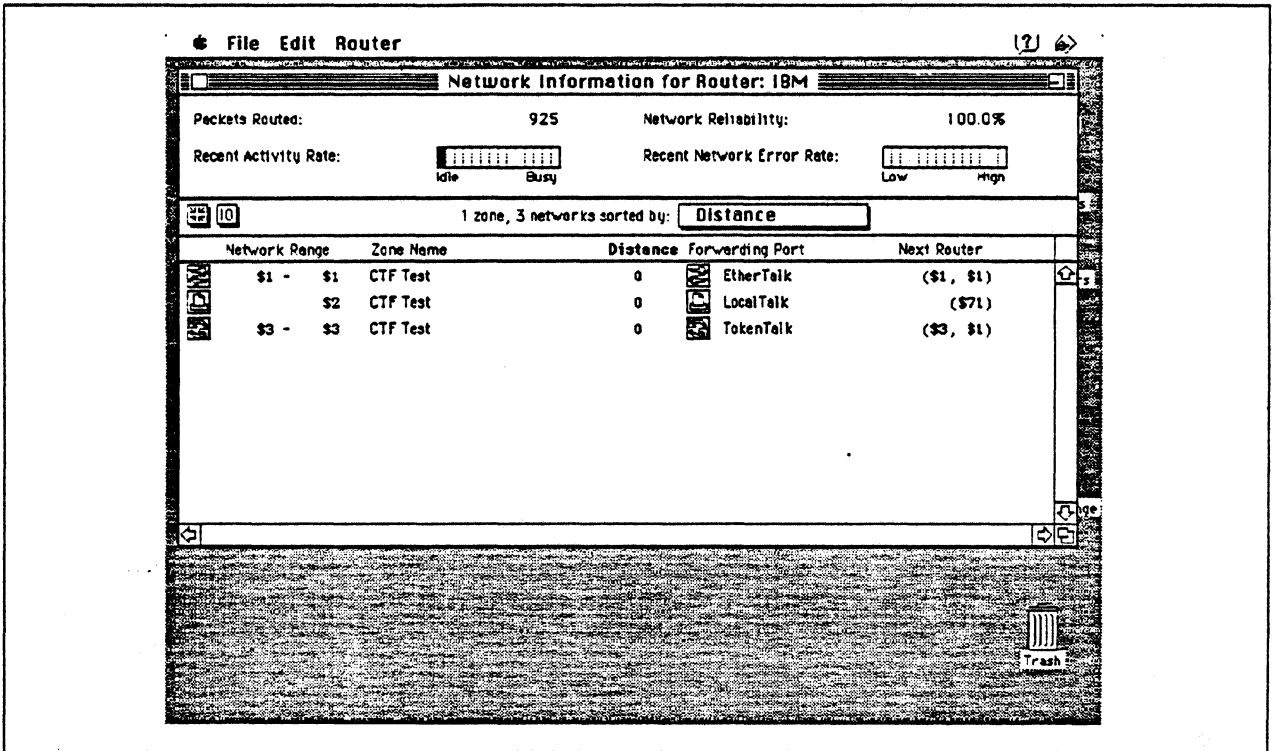 File Edit Router
Network Information for Router: IBM
Packets Routed: 925 Network Reliability: 100.0%
Recent Activity Rate: Recent Network Error Rate:
Idle Busy Low High
10 1 zone, 3 networks sorted by: Distance
Network Range Zone Name Distance Forwarding Port Next Router
$1 - $1 CTF Test 0 EtherTalk ($1, $1)
$2 CTF Test 0 LocalTalk ($71)
$3 - $3 CTF Test 0 TokenTalk ($3, $1)
Trash